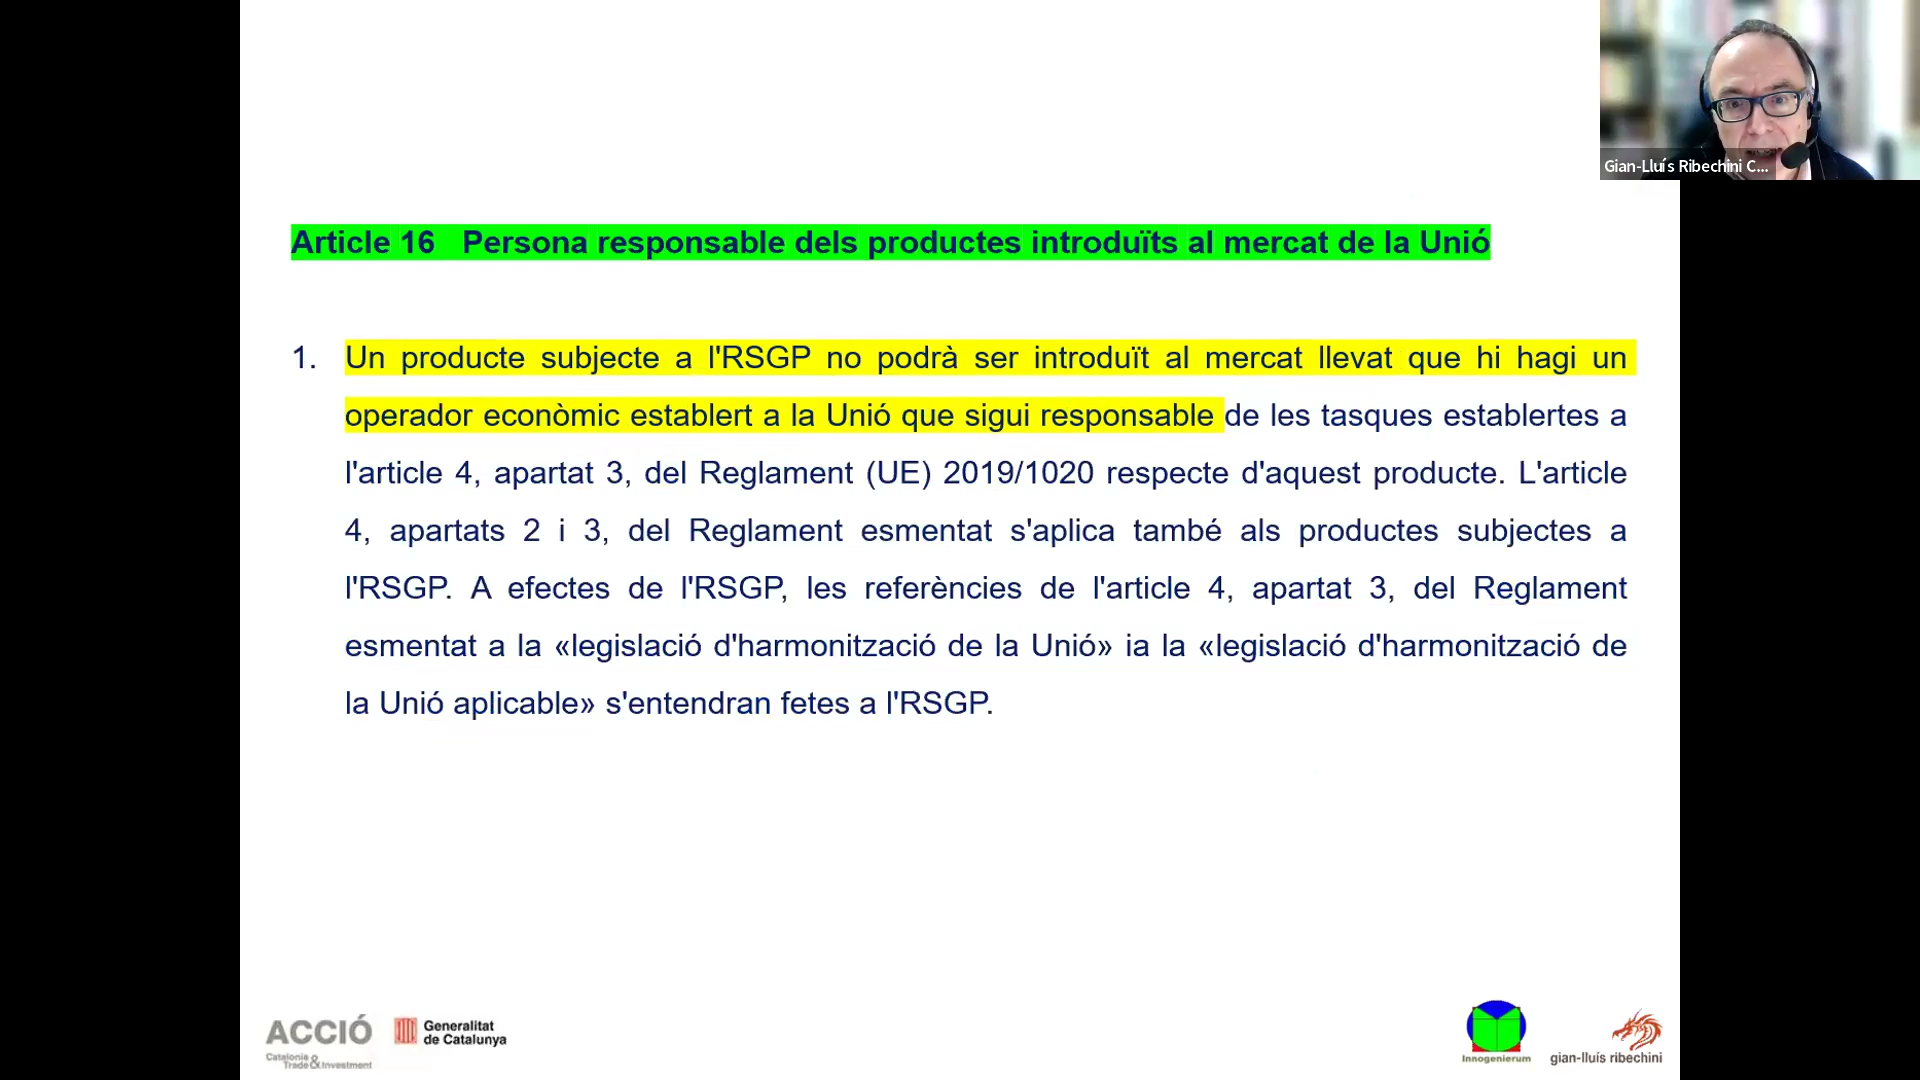 Gian-Lluís Ribechini C...
Article 16 Persona responsable dels productes introduïts al mercat de la Unió
1. Un producte subjecte a l'RSGP no podrà ser introduït al mercat llevat que hi hagi un
operador econòmic establert a la Unió que sigui responsable de les tasques establertes a
l'article 4, apartat 3, del Reglament (UE) 2019/1020 respecte d'aquest producte. L'article
4, apartats 2 i 3, del Reglament esmentat s'aplica també als productes subjectes a
l'RSGP. A efectes de l'RSGP, les referències de l'article 4, apartat 3, del Reglament
esmentat a la «legislació d'harmonització de la Unió» ia la «legislació d'harmonització de
la Unió aplicable» s'entendran fetes a l'RSGP.
ACCIÓ
Catalonia
Trade & Investment
Generalitat
de Catalunya
Innogenierum
gian-lluís ribechini